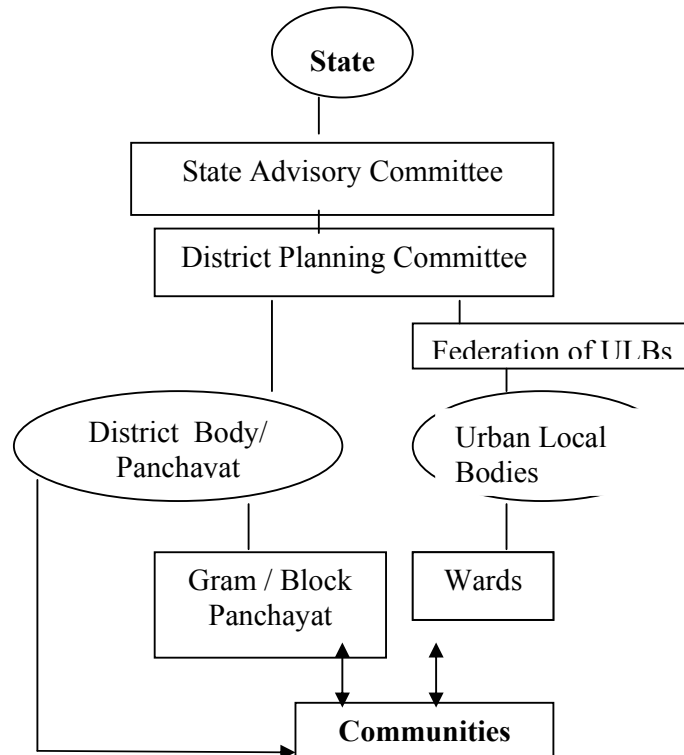 State
State Advisory Committee
District Planning Committee
Federation of ULBs
District Body/
Panchayat
Urban Local
Bodies
Gram / Block
Panchayat
Wards
Communities